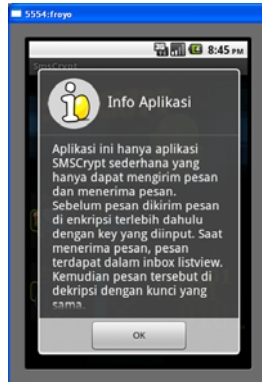 5554:froyo
8:45 PM
SmsCrypt
Info Aplikasi
Aplikasi ini hanya aplikasi
SMSCrypt sederhana yang
hanya dapat mengirim pesan
dan menerima pesan.
Sebelum pesan dikirim pesan
di enkripsi terlebih dahulu
dengan key yang diinput. Saat
menerima pesan, pesan
terdapat dalam inbox listview.
Kemudian pesan tersebut di
dekripsi dengan kunci yang
sama.
OK